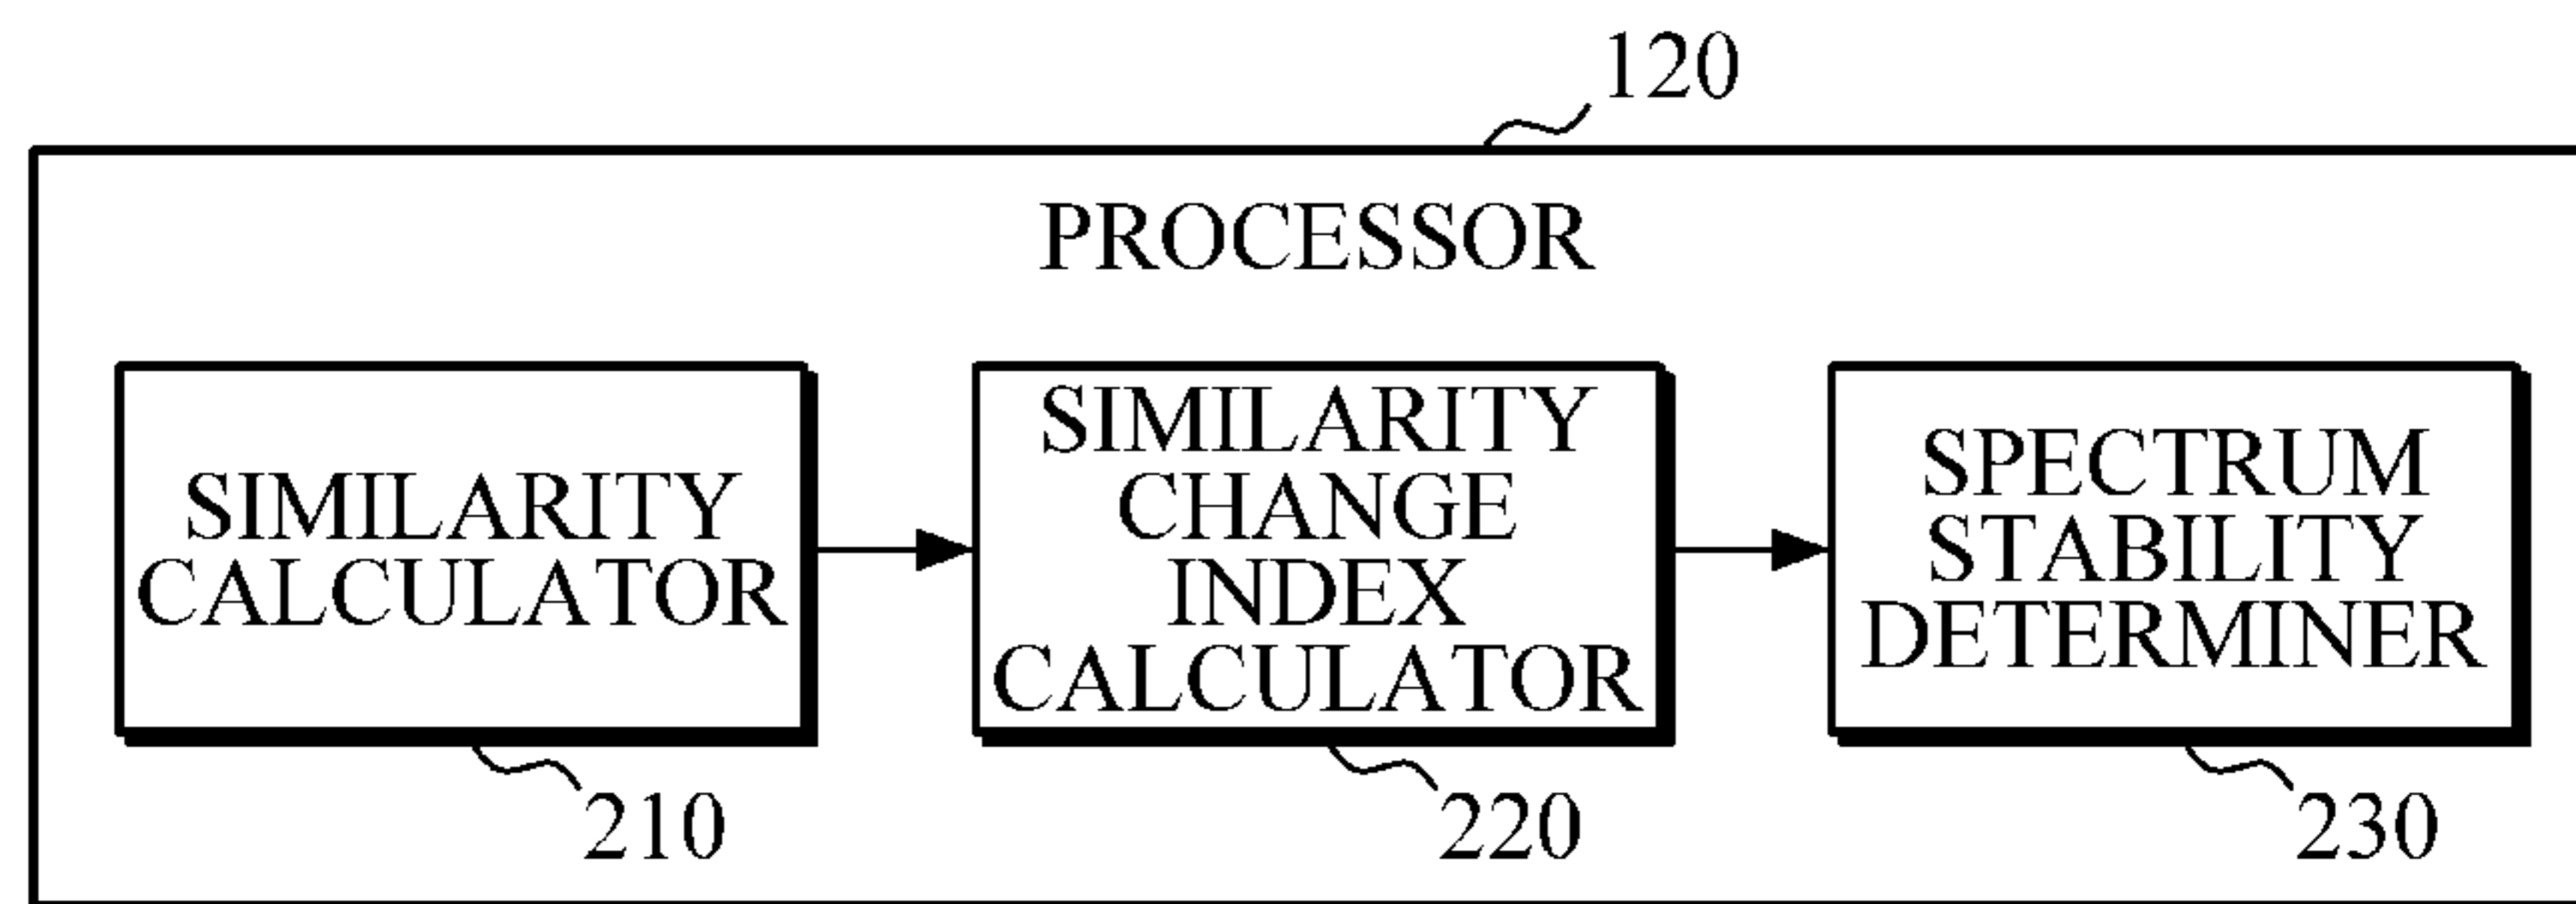 120
PROCESSOR
SIMILARITY
CALCULATOR
SIMILARITY
CHANGE
INDEX
CALCULATOR
SPECTRUM
STABILITY
DETERMINER
210
220
230